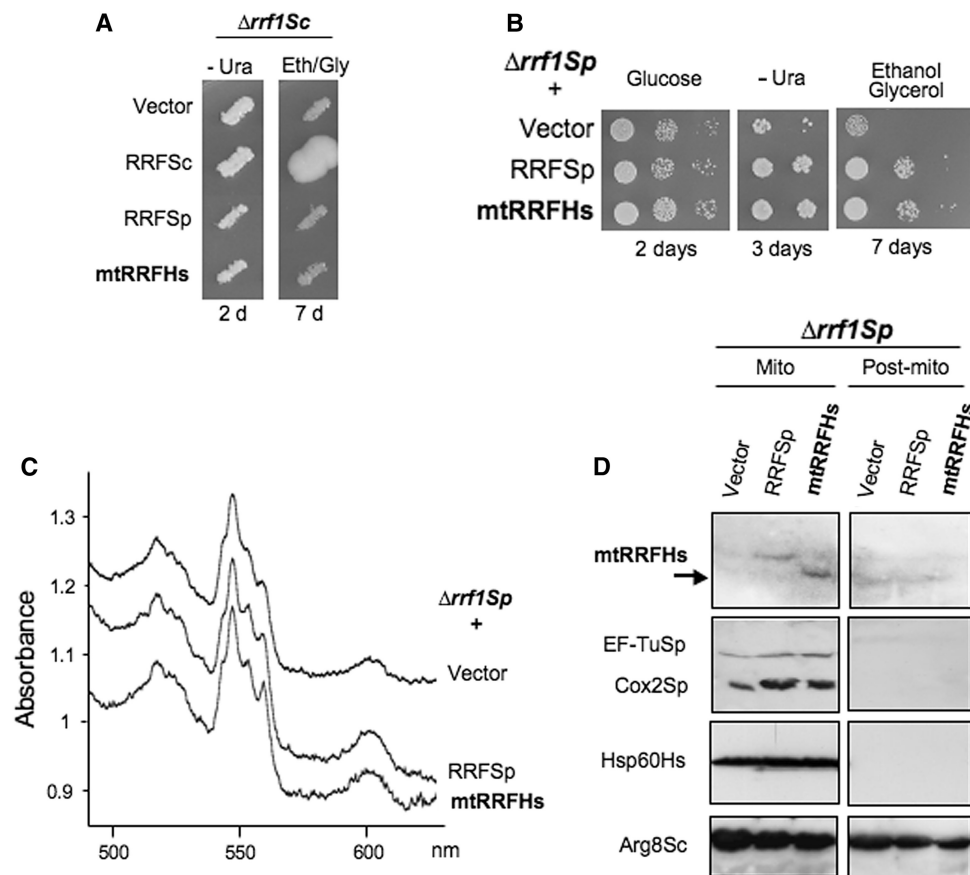 A
Δrrf1Sc
- Ura Eth/Gly
Vector
RRFSc
RRFSp
mtRRFHs
2 d 7 d
B
Δrrf1Sp
+
Glucose - Ura Ethanol
Glycerol
Vector
RRFSp
mtRRFHs
2 days 3 days 7 days
C
Absorbance
1.3
1.2
1.1
1
0.9
500 550 600 nm
Δrrf1Sp
+
Vector
RRFSp
mtRRFHs
D
Δrrf1Sp
Mito Post-mito
Vector RRFSp mtRRFHs Vector RRFSp mtRRFHs
mtRRFHs
EF-TuSp
Cox2Sp
Hsp60Hs
Arg8Sc